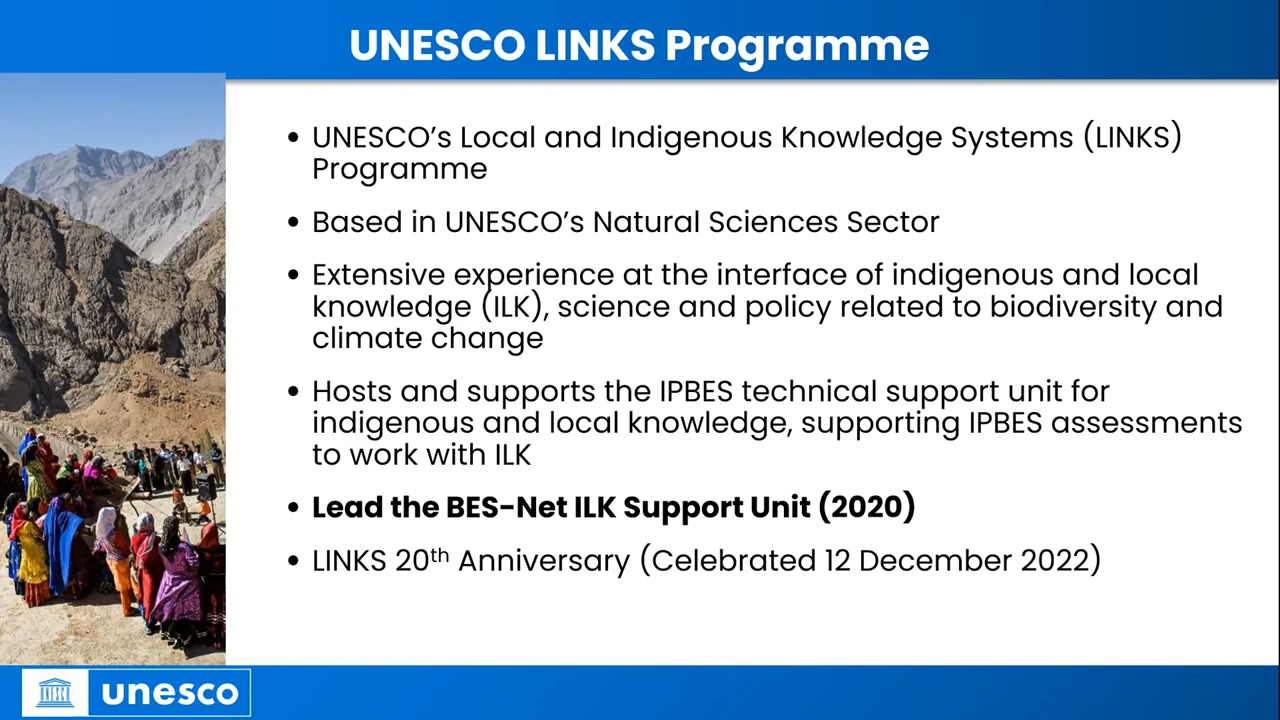 UNESCO LINKS Programme
• UNESCO’s Local and Indigenous Knowledge Systems (LINKS)
Programme
• Based in UNESCO’s Natural Sciences Sector
• Extensive experience at the interface of indigenous and local
knowledge (ILK), science and policy related to biodiversity and
climate change
• Hosts and supports the IPBES technical support unit for
indigenous and local knowledge, supporting IPBES assessments
to work with ILK
• Lead the BES-Net ILK Support Unit (2020)
• LINKS 20th Anniversary (Celebrated 12 December 2022)
unesco